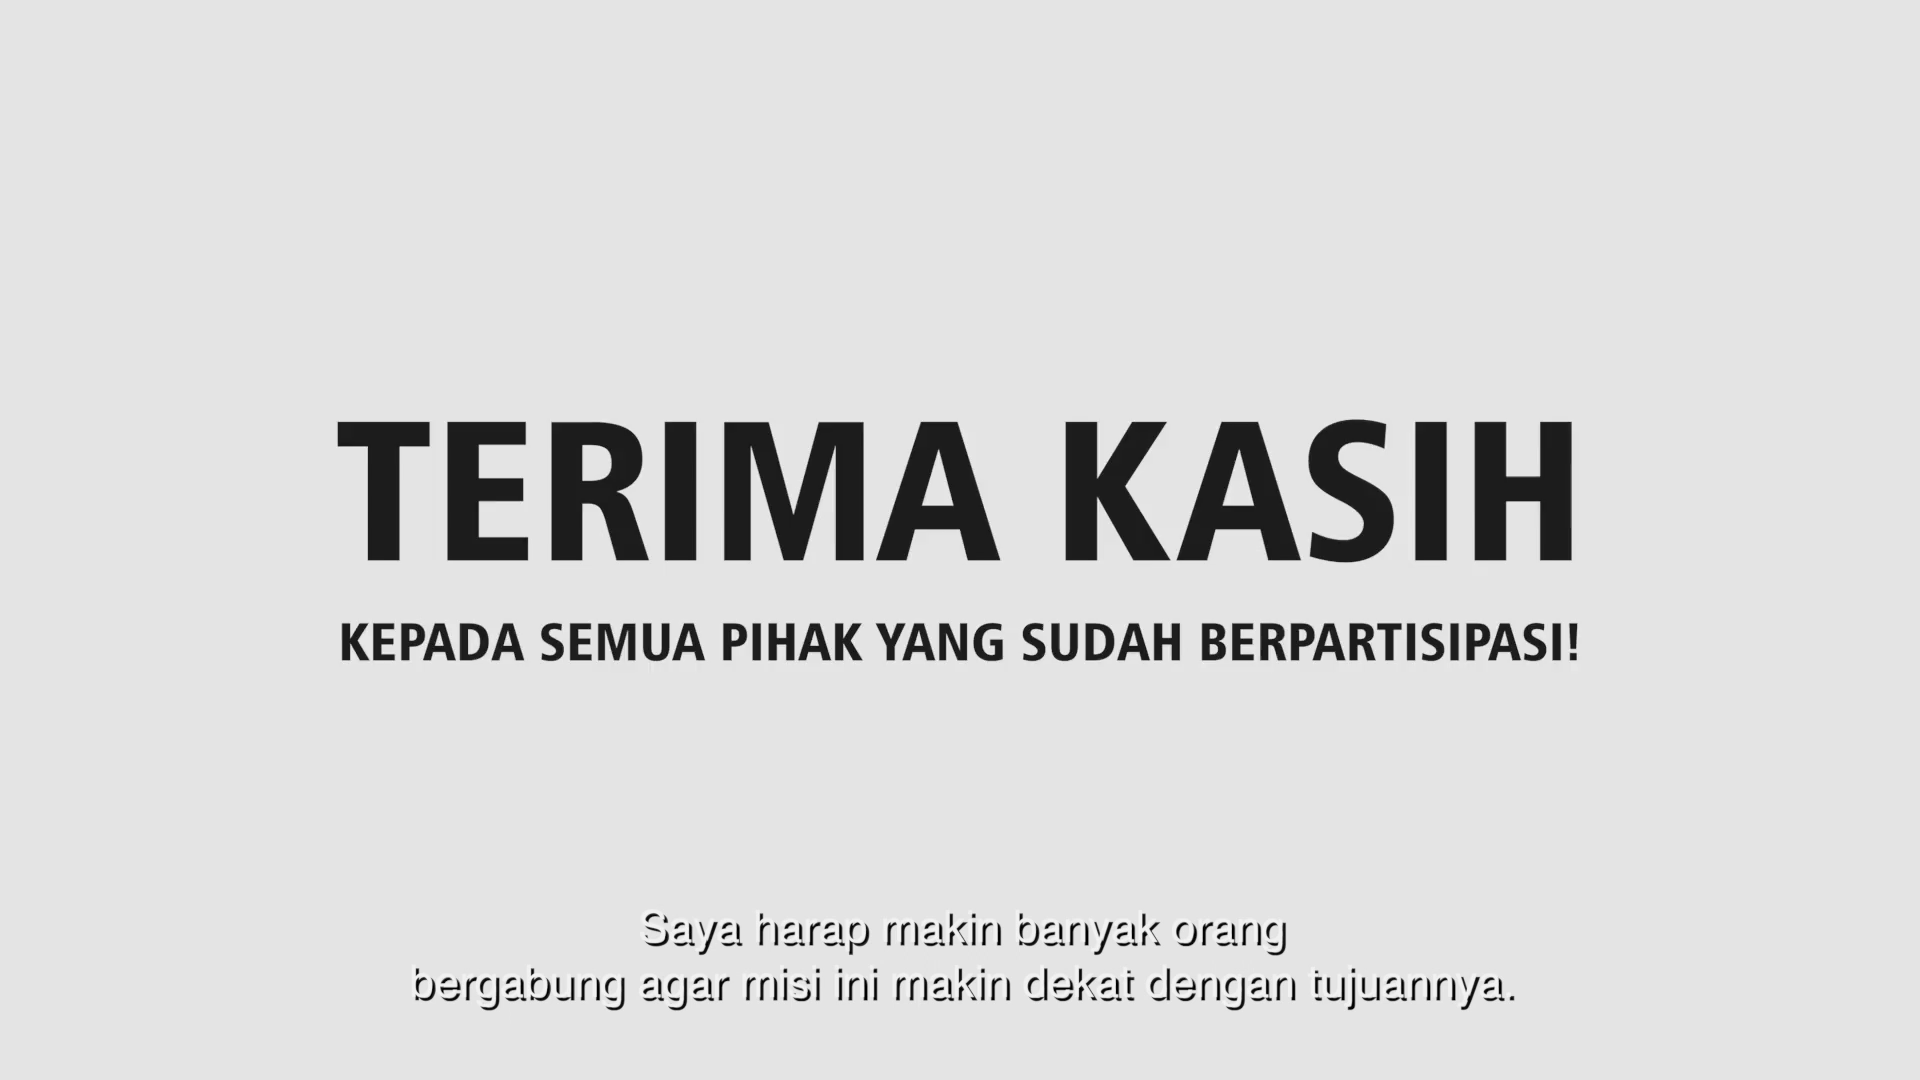 TERIMA KASIH
KEPADA SEMUA PIHAK YANG SUDAH BERPARTISIPASI!
Saya harap makin banyak orang
bergabung agar misi ini makin dekat dengan tujuannya.